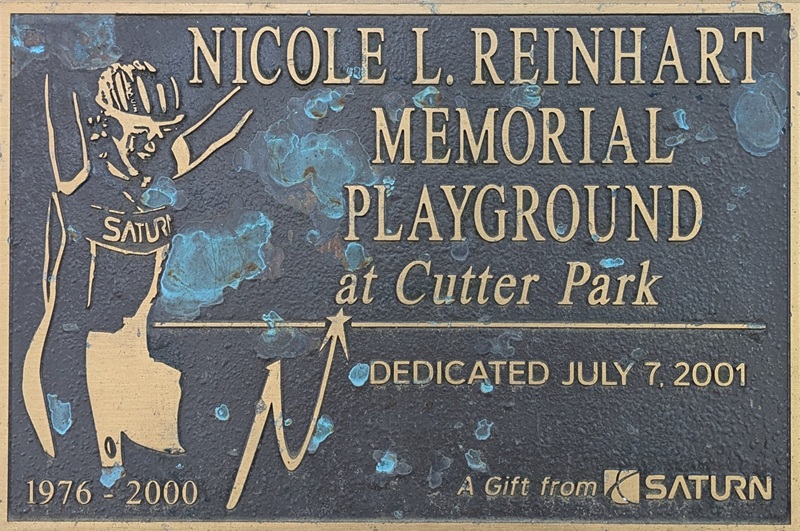 NICOLE L. REINHART
MEMORIAL
PLAYGROUND
at Cutter Park
SATURN
DEDICATED JULY 7, 2001
N
1976 - 2000
A Gift from SATURN